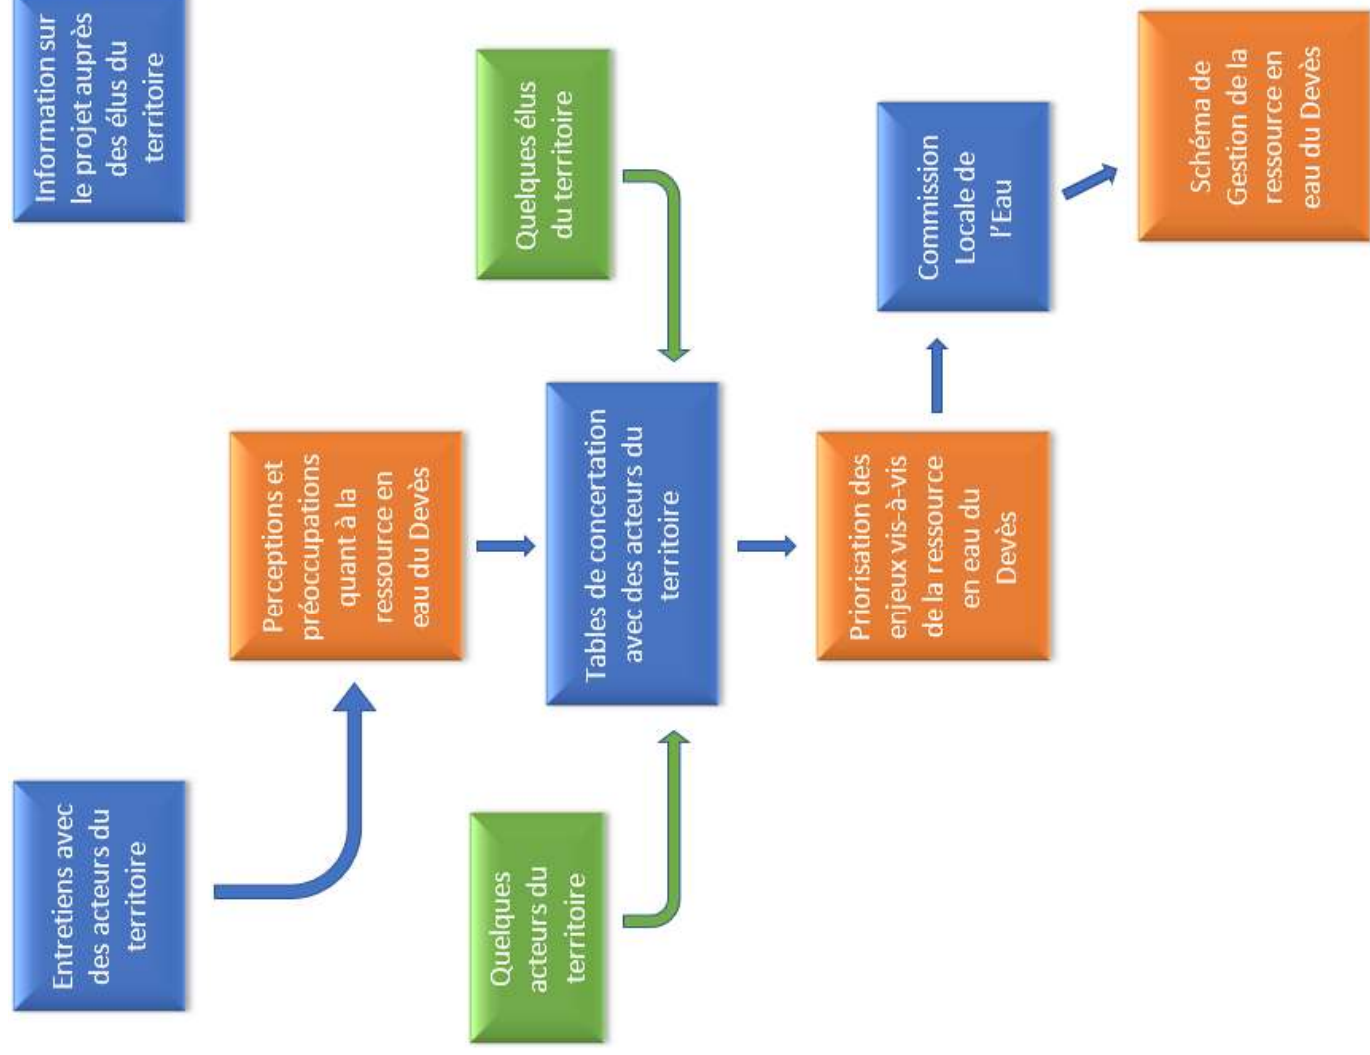 Entretiens avec
des acteurs du
territoire
Information sur
le projet auprès
des élus du
territoire
Perceptions et
préoccupations
quant à la
ressource en
eau du Devès
Quelques
acteurs du
territoire
Quelques élus
du territoire
Tables de concertation
avec des acteurs du
territoire
Priorisation des
enjeux vis-à-vis
de la ressource
en eau du
Devès
Commission
Locale de
l'Eau
Schéma de
Gestion de la
ressource en
eau du Devès